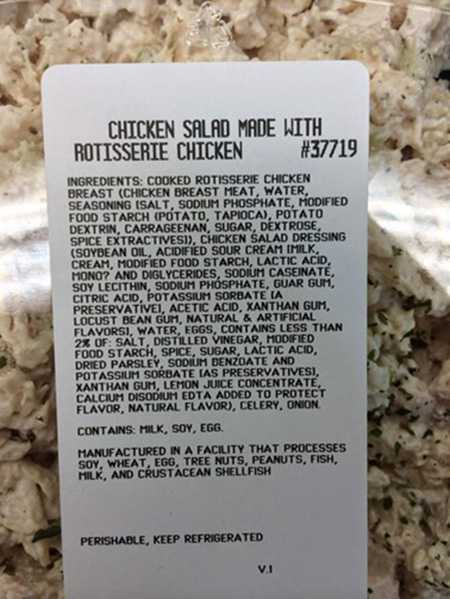 CHICKEN SALAD MADE WITH
ROTISSERIE CHICKEN #37719
INGREDIENTS: COOKED ROTISSERIE CHICKEN
BREAST (CHICKEN BREAST MEAT, WATER,
SEASONING [SALT, SODIUM PHOSPHATE, MODIFIED
FOOD STARCH (POTATO, TAPIOCA), POTATO
DEXTRIN, CARRAGEENAN, SUGAR, DEXTROSE,
SPICE EXTRACTIVES]), CHICKEN SALAD DRESSING
(SOYBEAN OIL, ACIDIFIED SOUR CREAM [MILK,
CREAM, MODIFIED FOOD STARCH, LACTIC ACID,
MONO? AND DIGLYCERIDES, SODIUM CASEINATE,
SOY LECITHIN, SODIUM PHOSPHATE, GUAR GUM,
CITRIC ACID, POTASSIUM SORBATE (A
PRESERVATIVE), ACETIC ACID, XANTHAN GUM,
LOCUST BEAN GUM, NATURAL & ARTIFICIAL
FLAVORS], WATER, EGGS, CONTAINS LESS THAN
2% OF: SALT, DISTILLED VINEGAR, MODIFIED
FOOD STARCH, SPICE, SUGAR, LACTIC ACID,
DRIED PARSLEY, SODIUM BENZOATE AND
POTASSIUM SORBATE [AS PRESERVATIVES],
XANTHAN GUM, LEMON JUICE CONCENTRATE,
CALCIUM DISODIUM EDTA ADDED TO PROTECT
FLAVOR, NATURAL FLAVOR), CELERY, ONION.
CONTAINS: MILK, SOY, EGG.
MANUFACTURED IN A FACILITY THAT PROCESSES
SOY, WHEAT, EGG, TREE NUTS, PEANUTS, FISH,
MILK, AND CRUSTACEAN SHELLFISH
PERISHABLE, KEEP REFRIGERATED
V.1